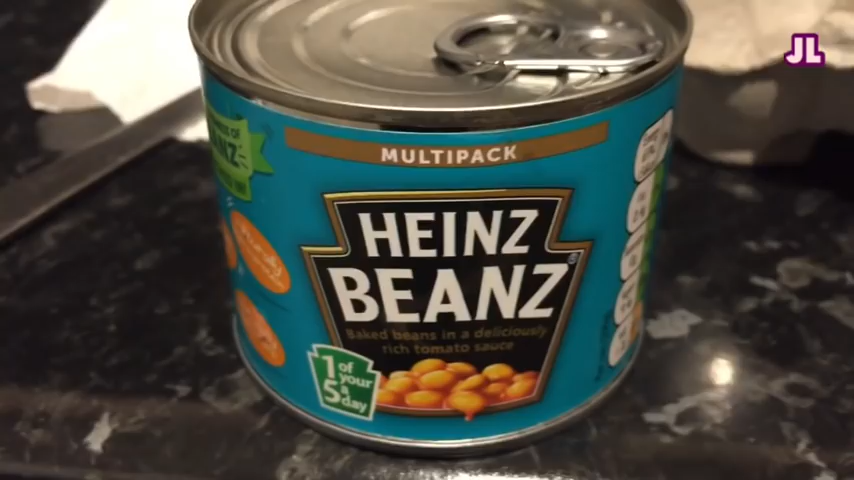 JL
MULTIPACK
HEINZ
BEANZ
Baked beans in a deliciously
rich tomato sauce
1 of
your
5 a
day